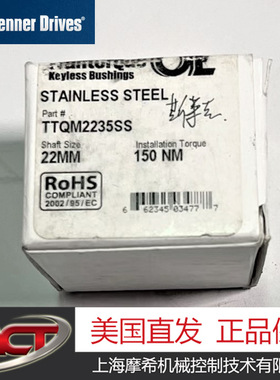 enner Drives®
Keyless Bushings
STAINLESS STEEL
Part #
TTQM2235SS
Shaft Size
22MM
Installation Torque
150 NM
RoHS
COMPLIANT
2002/95/EC
6 62345 03477 7
美国直发 正品保
上海摩希机械控制技术有限